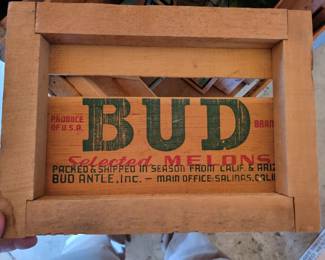 PRODUCE OF U.S.A.
BUD
BRAN
Selected MELONS
PACKED & SHIPPED IN SEASON FROM CALIF. & ARIZ
BUD ANTLE, Inc. - MAIN OFFICE: SALINAS, CALI